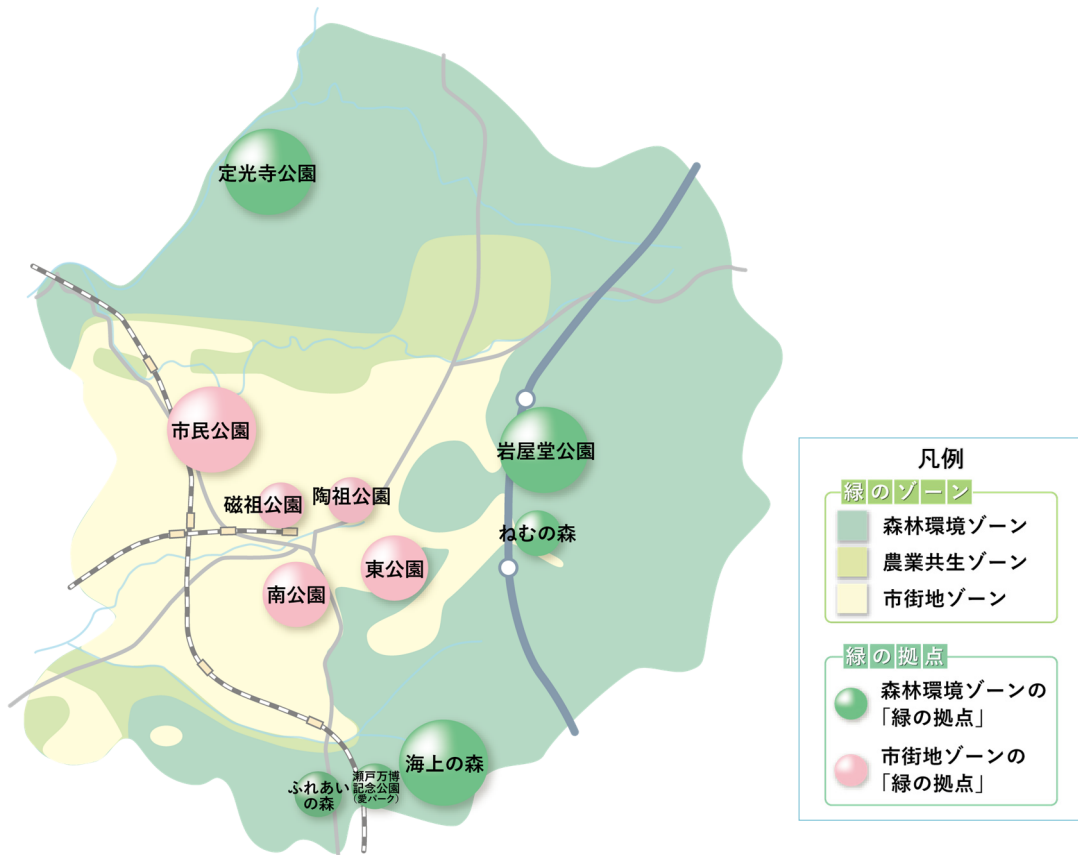 定光寺公園
市民公園
岩屋堂公園
磁祖公園
陶祖公園
ねむの森
東公園
南公園
海上の森
ふれあい
の森
瀬戸万博
記念公園
(愛パーク)
凡例
緑のゾーン
森林環境ゾーン
農業共生ゾーン
市街地ゾーン
緑の拠点
森林環境ゾーンの
「緑の拠点」
市街地ゾーンの
「緑の拠点」